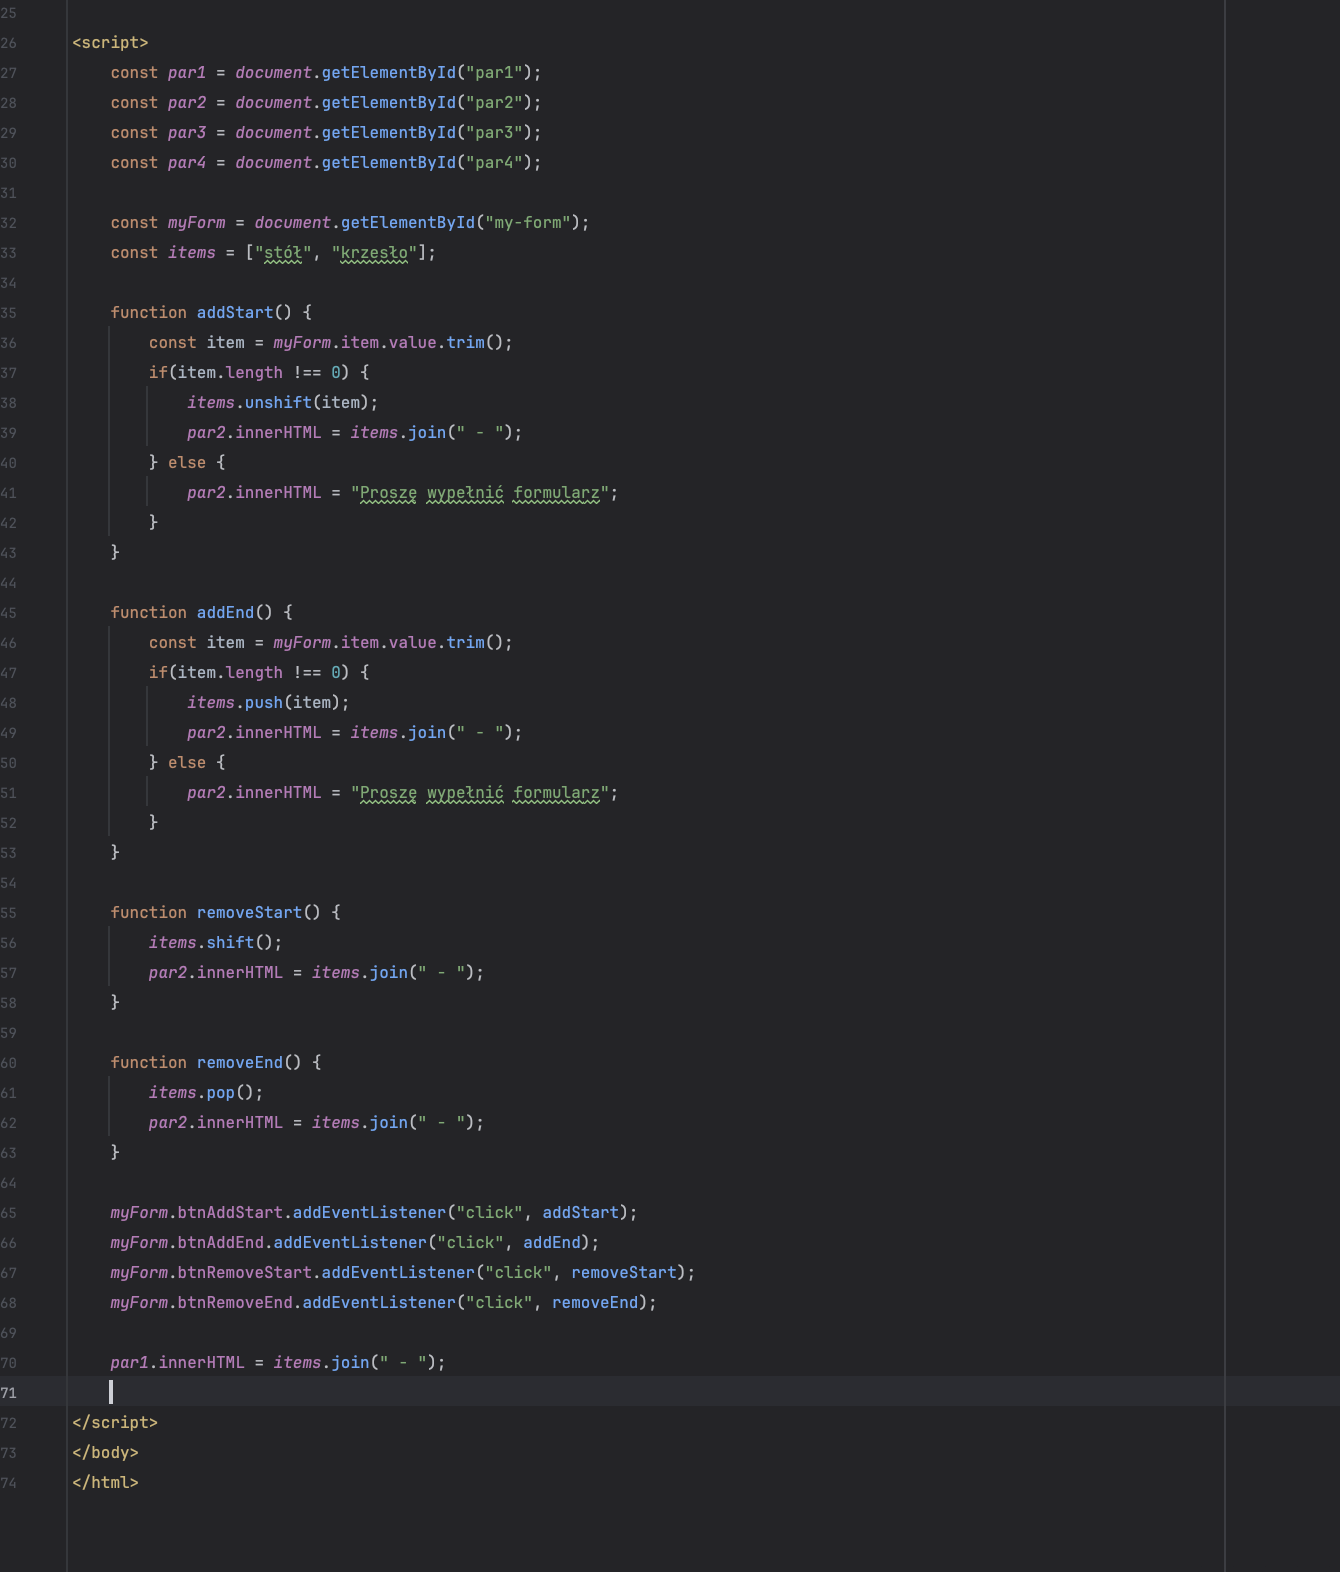 25
26 <script>
27     const par1 = document.getElementById("par1");
28     const par2 = document.getElementById("par2");
29     const par3 = document.getElementById("par3");
30     const par4 = document.getElementById("par4");
31
32     const myForm = document.getElementById("my-form");
33     const items = ["stół", "krzesło"];
34
35     function addStart() {
36         const item = myForm.item.value.trim();
37         if(item.length !== 0) {
38             items.unshift(item);
39             par2.innerHTML = items.join(" - ");
40         } else {
41             par2.innerHTML = "Proszę wypełnić formularz";
42         }
43     }
44
45     function addEnd() {
46         const item = myForm.item.value.trim();
47         if(item.length !== 0) {
48             items.push(item);
49             par2.innerHTML = items.join(" - ");
50         } else {
51             par2.innerHTML = "Proszę wypełnić formularz";
52         }
53     }
54
55     function removeStart() {
56         items.shift();
57         par2.innerHTML = items.join(" - ");
58     }
59
60     function removeEnd() {
61         items.pop();
62         par2.innerHTML = items.join(" - ");
63     }
64
65     myForm.btnAddStart.addEventListener("click", addStart);
66     myForm.btnAddEnd.addEventListener("click", addEnd);
67     myForm.btnRemoveStart.addEventListener("click", removeStart);
68     myForm.btnRemoveEnd.addEventListener("click", removeEnd);
69
70     par1.innerHTML = items.join(" - ");
71
72 </script>
73 </body>
74 </html>